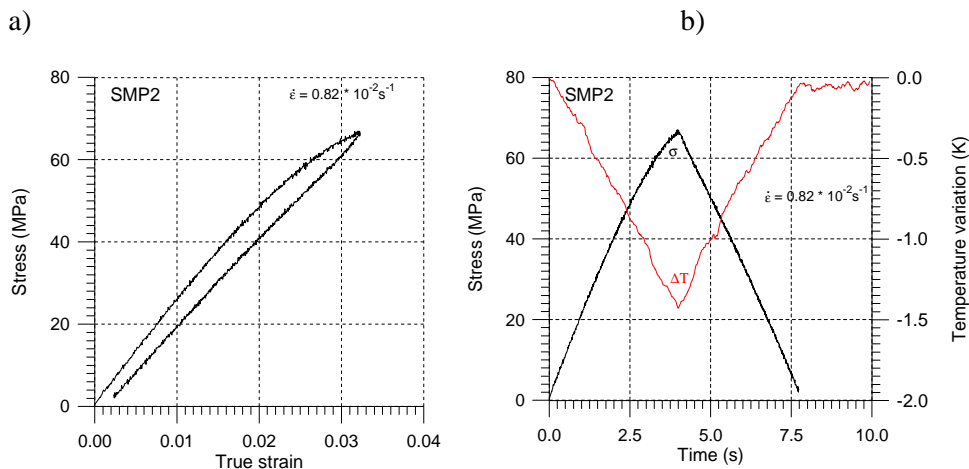 a)
SMP2
ε̇ = 0.82 * 10⁻²s⁻¹
80
60
40
20
0
Stress (MPa)
0.00 0.01 0.02 0.03 0.04
True strain
b)
SMP2
σ
ΔT
ε̇ = 0.82 * 10⁻²s⁻¹
80
60
40
20
0
Stress (MPa)
0.0
-0.5
-1.0
-1.5
-2.0
Temperature variation (K)
0.0 2.5 5.0 7.5 10.0
Time (s)